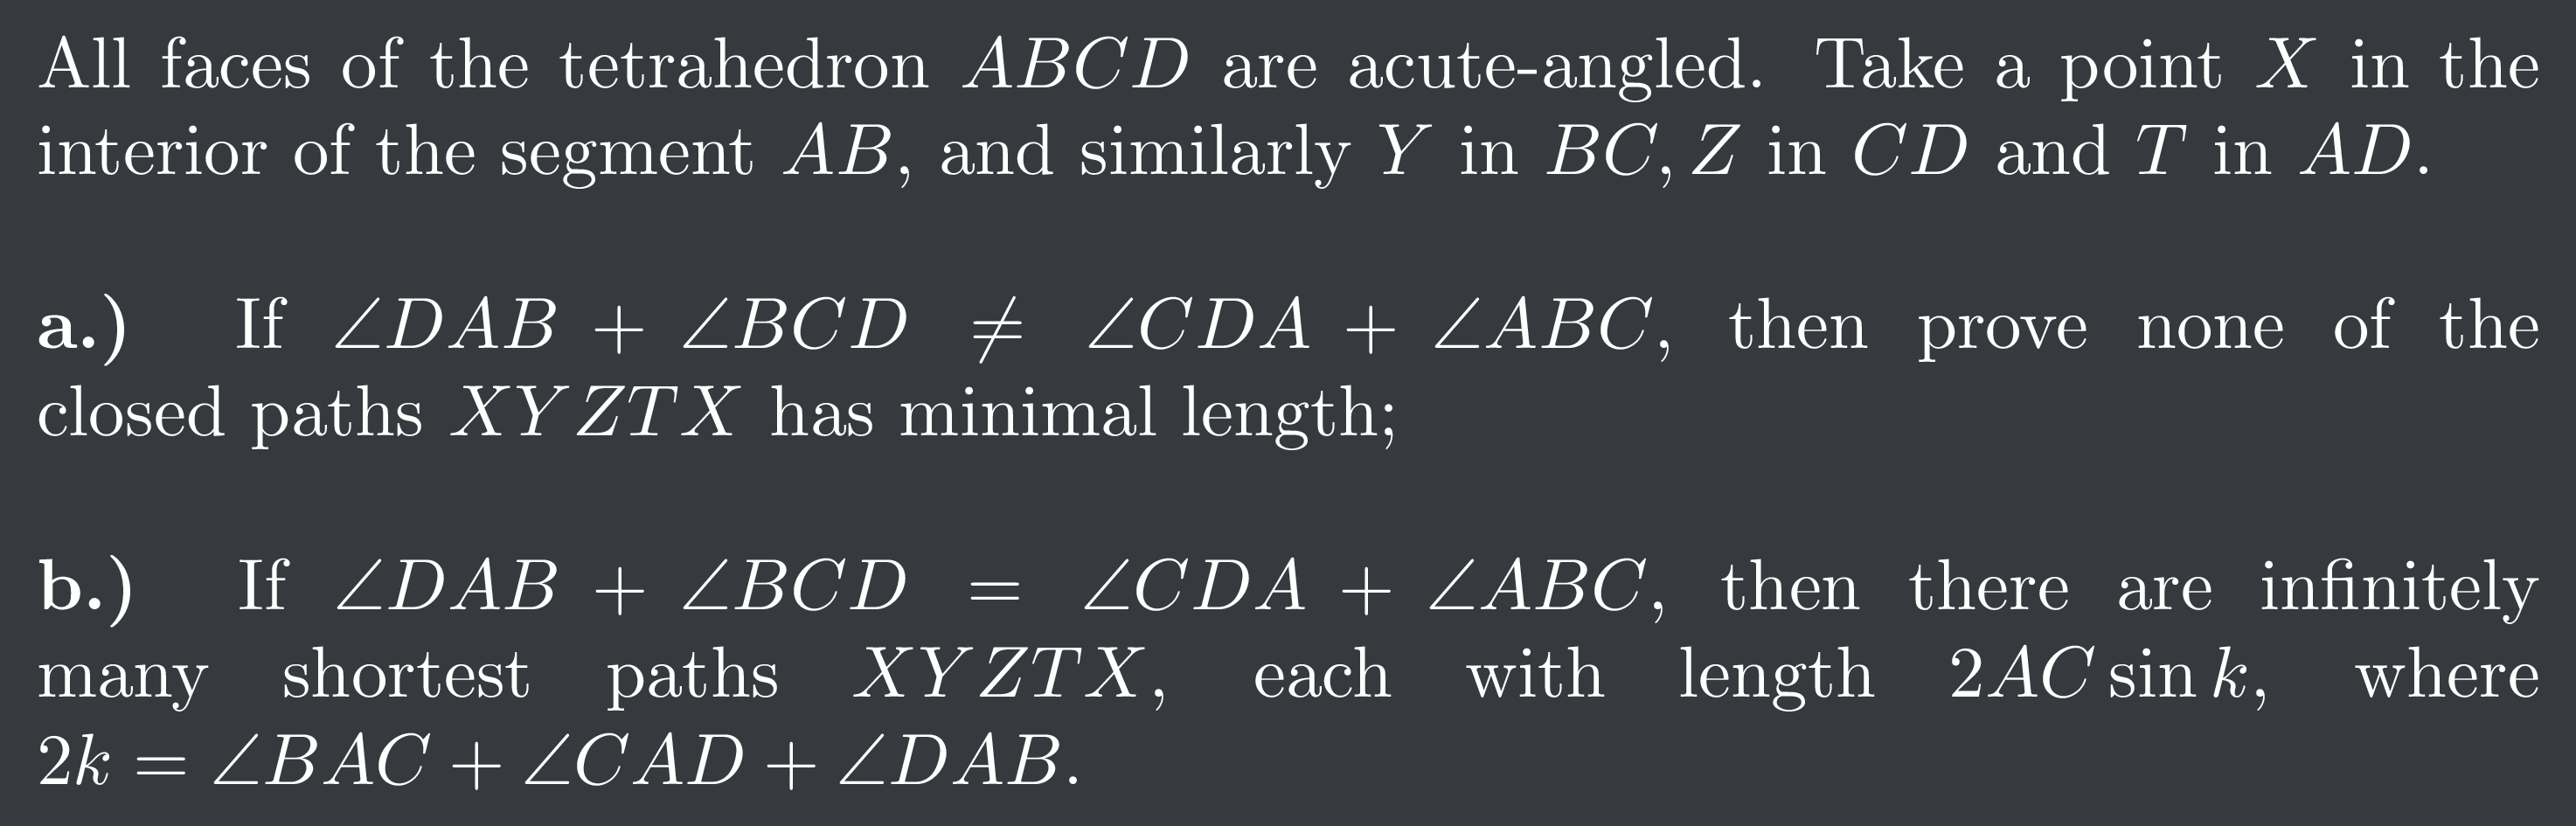 All faces of the tetrahedron ABCD are acute-angled. Take a point X in the
interior of the segment AB, and similarly Y in BC, Z in CD and T in AD.
a.) If ∠DAB + ∠BCD ≠ ∠CDA + ∠ABC, then prove none of the
closed paths XYZTX has minimal length;
b.) If ∠DAB + ∠BCD = ∠CDA + ∠ABC, then there are infinitely
many shortest paths XYZTX, each with length 2AC sin k, where
2k = ∠BAC + ∠CAD + ∠DAB.